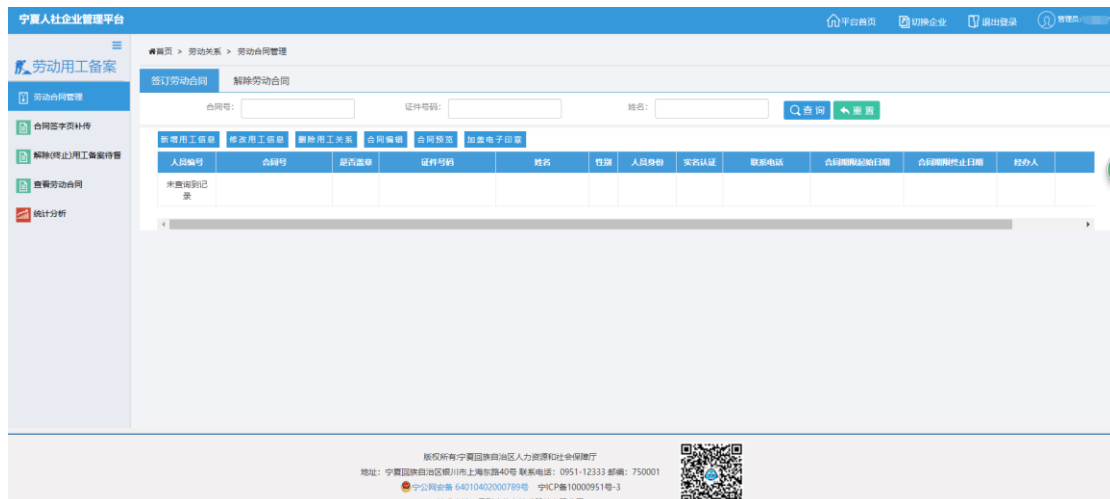 宁夏人社企业管理平台
平台首页 切换企业 退出登录 管理员:
首页 > 劳动关系 > 劳动合同管理
劳动用工备案
劳动合同管理
合同签字页补传
解除(终止)用工备案待督
查看劳动合同
统计分析
签订劳动合同 解除劳动合同
合同号: 证件号码: 姓名: 查询 重置
新增用工信息 修改用工信息 删除用工关系 合同编辑 合同预览 加盖电子印章
人员编号 合同号 是否盖章 证件号码 姓名 性别 人员身份 实名认证 联系电话 合同期限起始日期 合同期限终止日期 经办人
未查询到记
录
版权所有:宁夏回族自治区人力资源和社会保障厅
地址：宁夏回族自治区银川市上海东路40号 联系电话：0951-12333 邮编：750001
宁公网安备 64010402000789号 宁ICP备10000951号-3